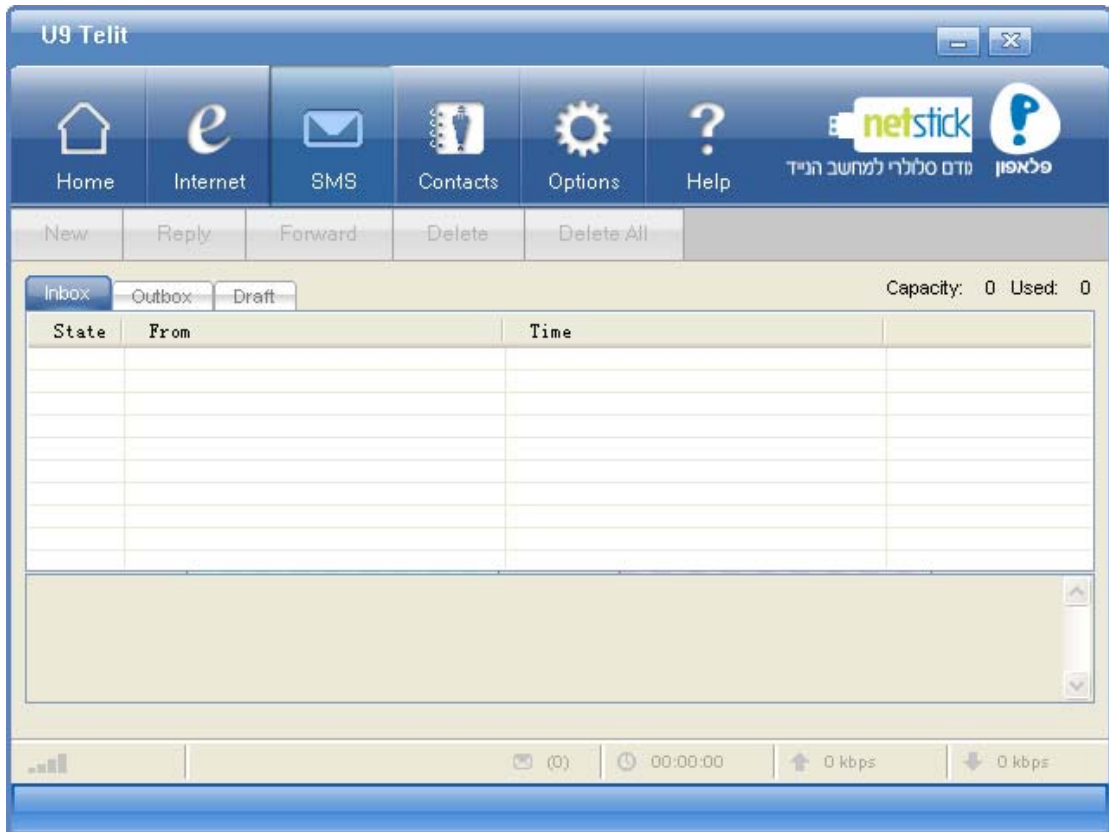 U9 Telit
netstick
מודם סלולרי למחשב הנייד
פלאפון
Home
Internet
SMS
Contacts
Options
Help
New
Reply
Forward
Delete
Delete All
Inbox
Outbox
Draft
Capacity: 0 Used: 0
State From Time
(0) 00:00:00 0 kbps 0 kbps